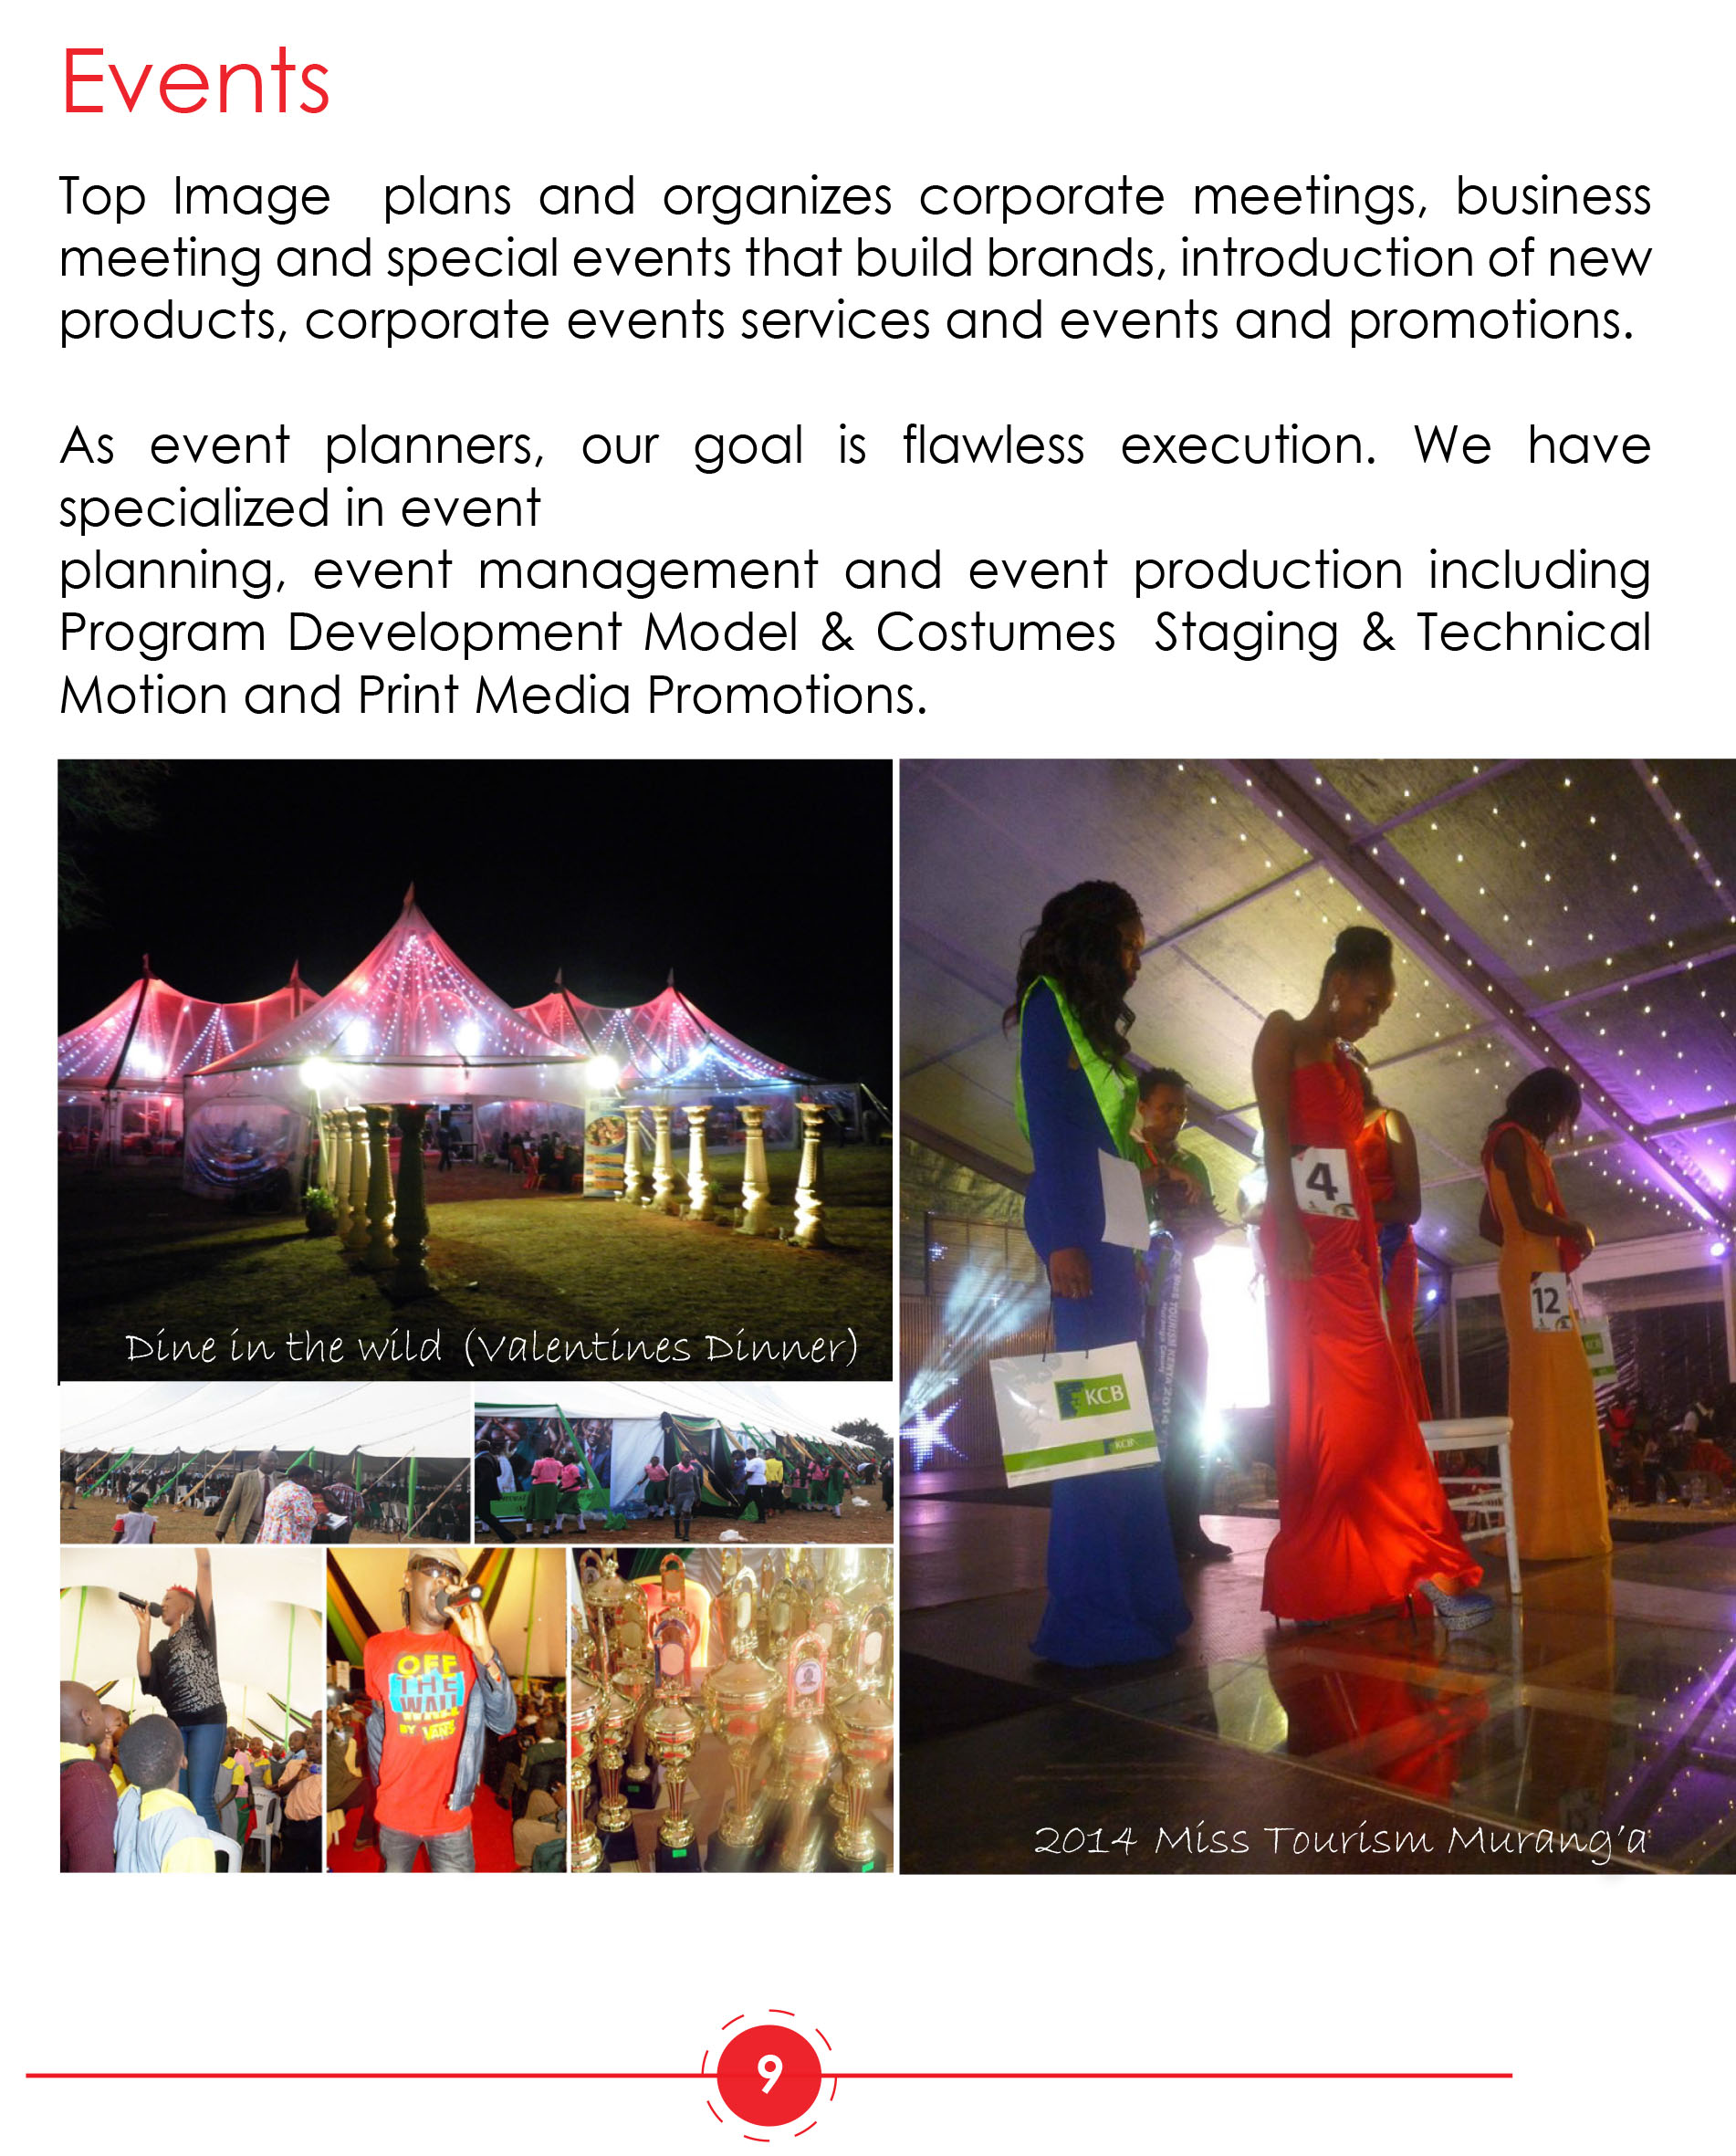 Events
Top Image plans and organizes corporate meetings, business
meeting and special events that build brands, introduction of new
products, corporate events services and events and promotions.
As event planners, our goal is flawless execution. We have
specialized in event
planning, event management and event production including
Program Development Model & Costumes Staging & Technical
Motion and Print Media Promotions.
Dine in the wild (Valentines Dinner)
4
12
KCB
KCB
KCB
OFF
THE
WALL
BY VANS
2014 Miss Tourism Murang'a
9